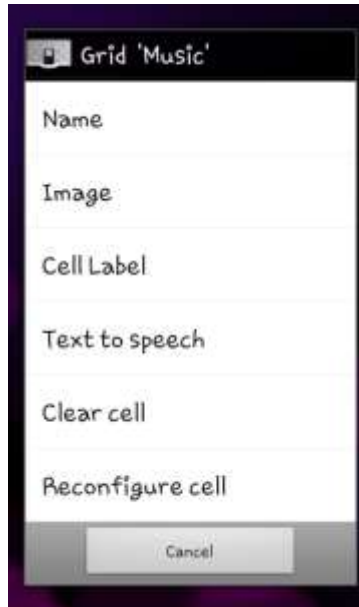 Grid 'Music'
Name
Image
Cell Label
Text to speech
Clear cell
Reconfigure cell
Cancel